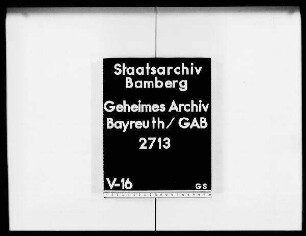 Staatsarchiv
Bamberg
Geheimes Archiv
Bayreuth/GAB
2713
V-16 GS